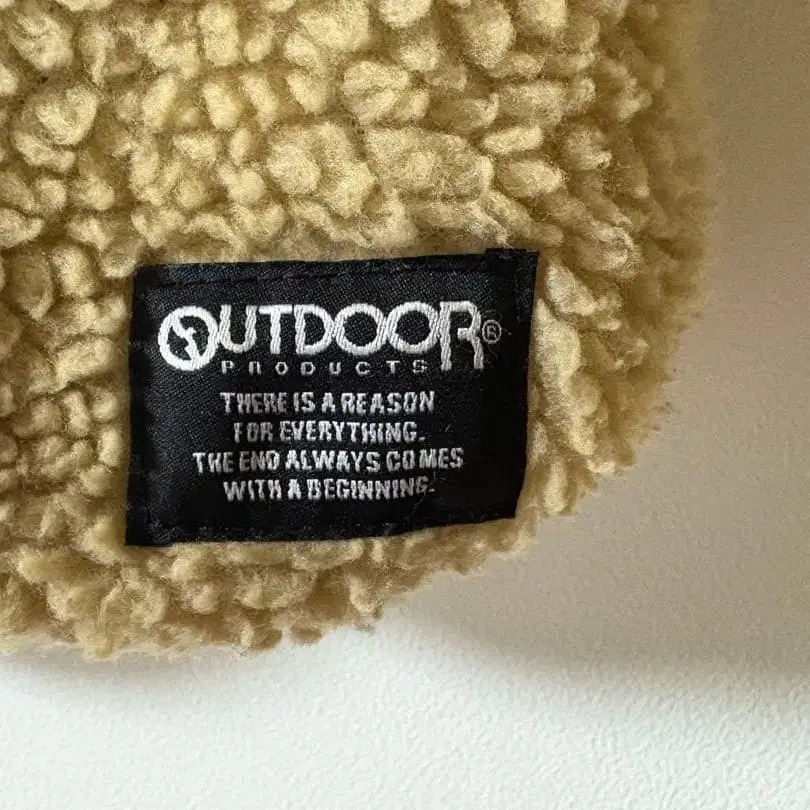 OUTDOOR®
PRODUCTS
THERE IS A REASON
FOR EVERYTHING.
THE END ALWAYS COMES
WITH A BEGINNING.